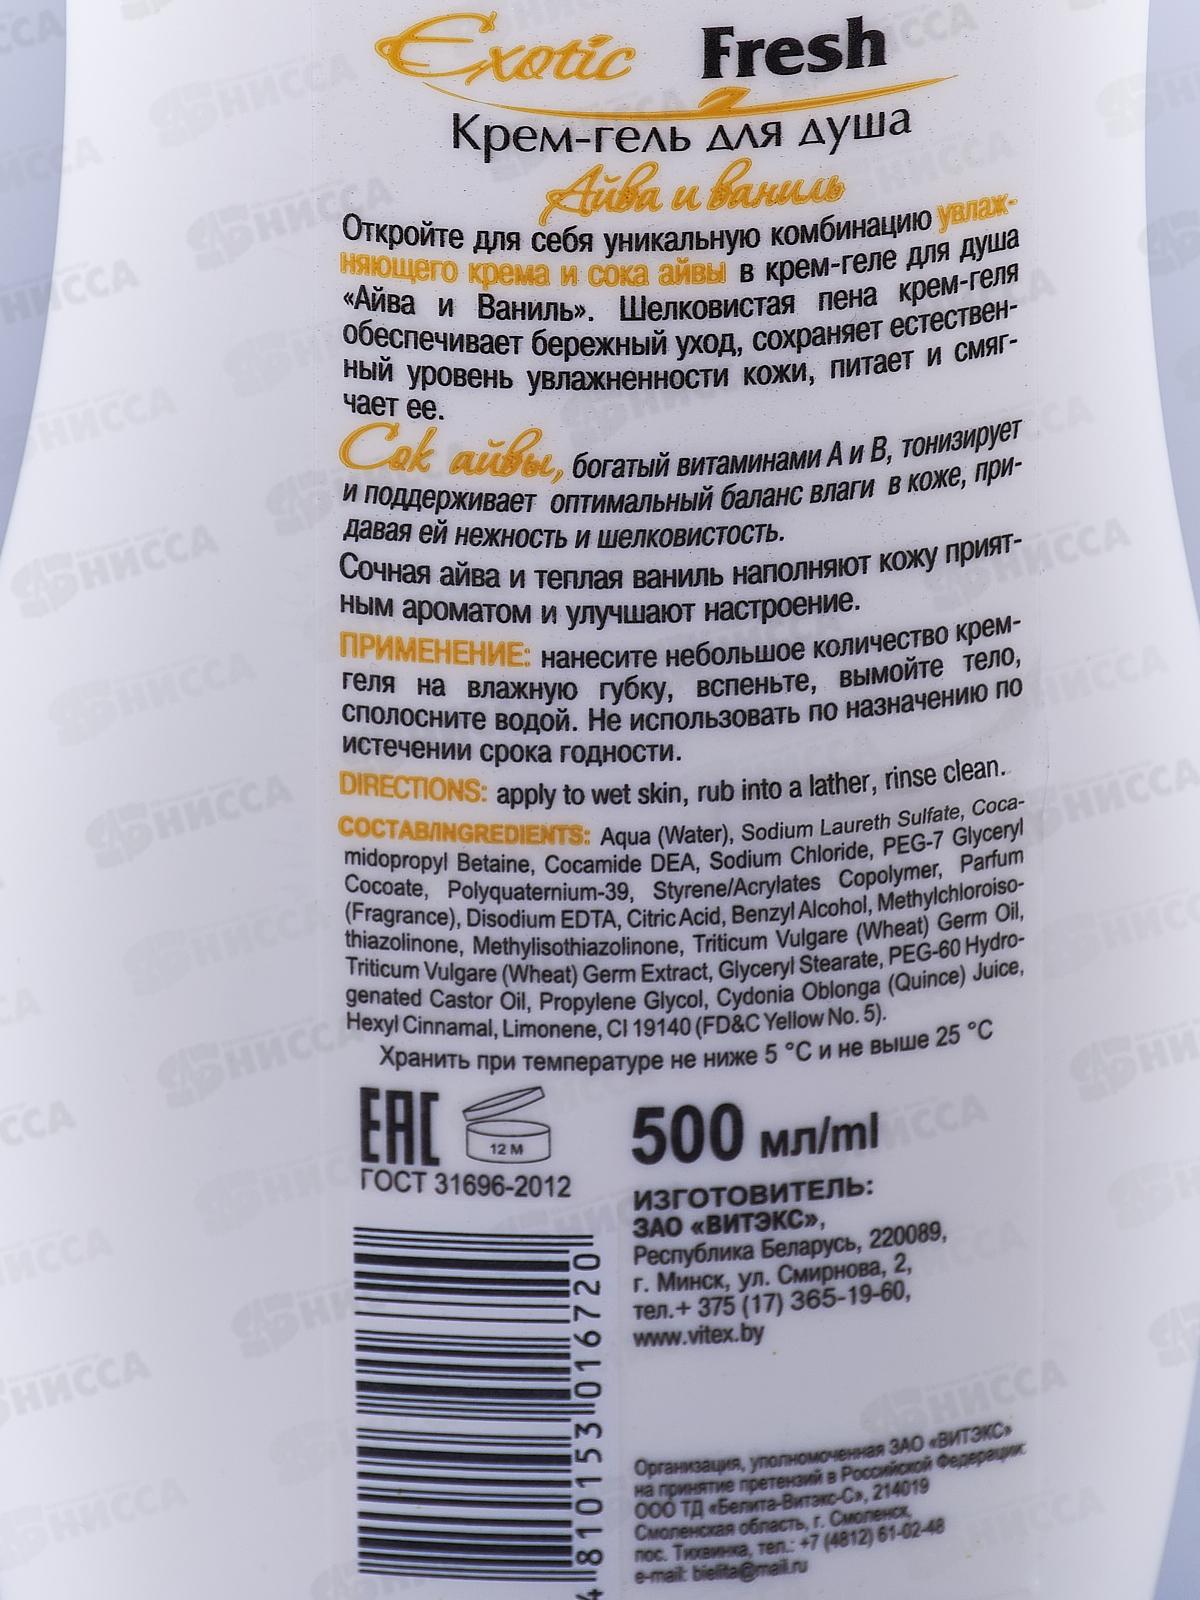 Exotic Fresh
Крем-гель для душа
Айва и ваниль
Откройте для себя уникальную комбинацию увлаж-
няющего крема и сока айвы в крем-геле для душа
«Айва и Ваниль». Шелковистая пена крем-геля
обеспечивает бережный уход, сохраняет естествен-
ный уровень увлажненности кожи, питает и смяг-
чает ее.
Сок айвы, богатый витаминами А и В, тонизирует
и поддерживает оптимальный баланс влаги в коже, при-
давая ей нежность и шелковистость.
Сочная айва и теплая ваниль наполняют кожу прият-
ным ароматом и улучшают настроение.
ПРИМЕНЕНИЕ: нанесите небольшое количество крем-
геля на влажную губку, вспеньте, вымойте тело,
сполосните водой. Не использовать по назначению по
истечении срока годности.
DIRECTIONS: apply to wet skin, rub into a lather, rinse clean.
СОСТАВ/INGREDIENTS: Aqua (Water), Sodium Laureth Sulfate, Coca-
midopropyl Betaine, Cocamide DEA, Sodium Chloride, PEG-7 Glyceryl
Cocoate, Polyquaternium-39, Styrene/Acrylates Copolymer, Parfum
(Fragrance), Disodium EDTA, Citric Acid, Benzyl Alcohol, Methylchloroiso-
thiazolinone, Methylisothiazolinone, Triticum Vulgare (Wheat) Germ Oil,
Triticum Vulgare (Wheat) Germ Extract, Glyceryl Stearate, PEG-60 Hydro-
genated Castor Oil, Propylene Glycol, Cydonia Oblonga (Quince) Juice,
Hexyl Cinnamal, Limonene, CI 19140 (FD&C Yellow No. 5).
Хранить при температуре не ниже 5 °C и не выше 25 °C
ЕАС
12 M
ГОСТ 31696-2012
500 мл/ml
ИЗГОТОВИТЕЛЬ:
ЗАО «ВИТЭКС»,
Республика Беларусь, 220089,
г. Минск, ул. Смирнова, 2,
тел.+ 375 (17) 365-19-60,
www.vitex.by
4 810153 016720
Организация, уполномоченная ЗАО «ВИТЭКС»
на принятие претензий в Российской Федерации:
ООО ТД «Белита-Витэкс-С», 214019
Смоленская область, г. Смоленск,
пос. Тихвинка, тел.: +7 (4812) 61-02-48
e-mail: bielita@mail.ru
НИССА